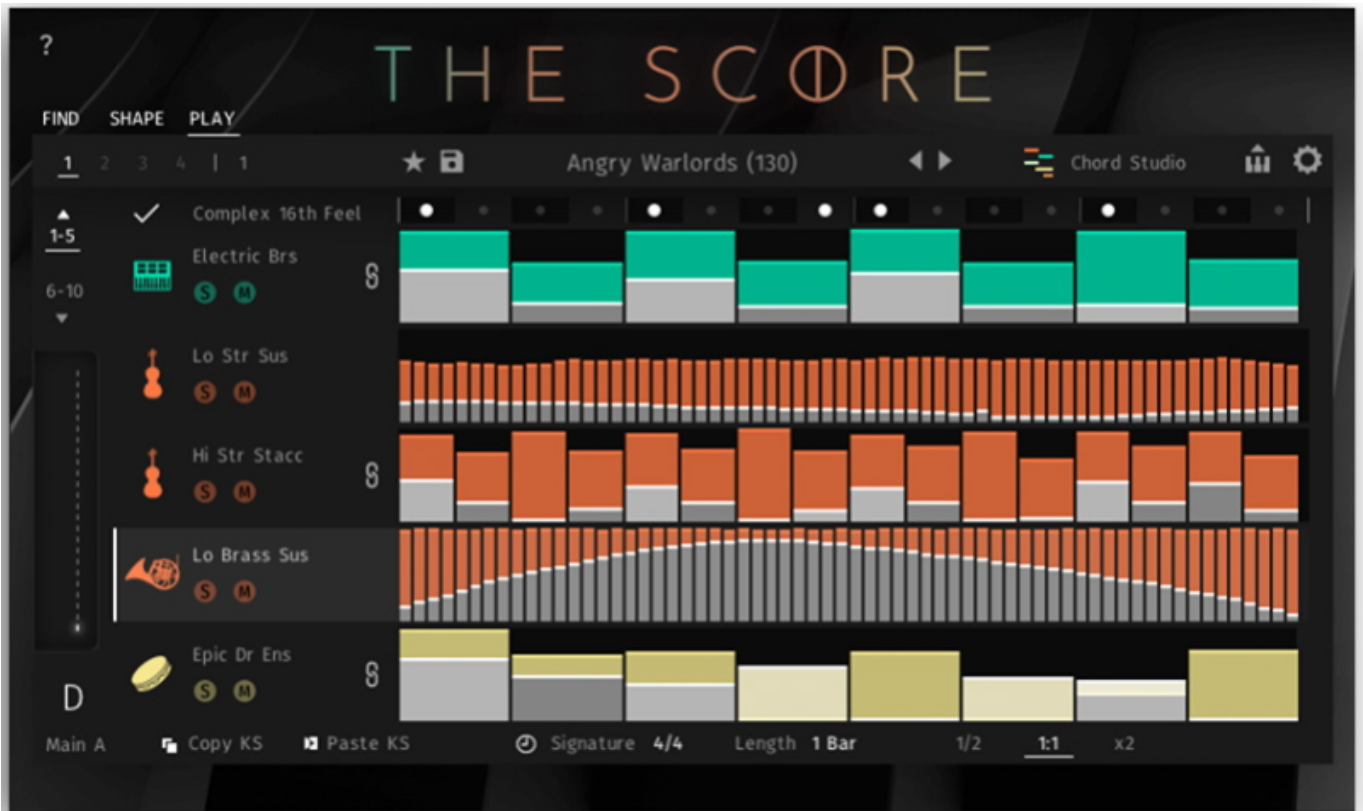 ?
THE SCORE
FIND SHAPE PLAY
1 2 3 4 | 1 Angry Warlords (130) Chord Studio
Complex 16th Feel
1-5
Electric Brs
S M
6-10
Lo Str Sus
S M
Hi Str Stacc
S M
Lo Brass Sus
S M
Epic Dr Ens
S M
D
Main A Copy KS Paste KS Signature 4/4 Length 1 Bar 1/2 1:1 x2